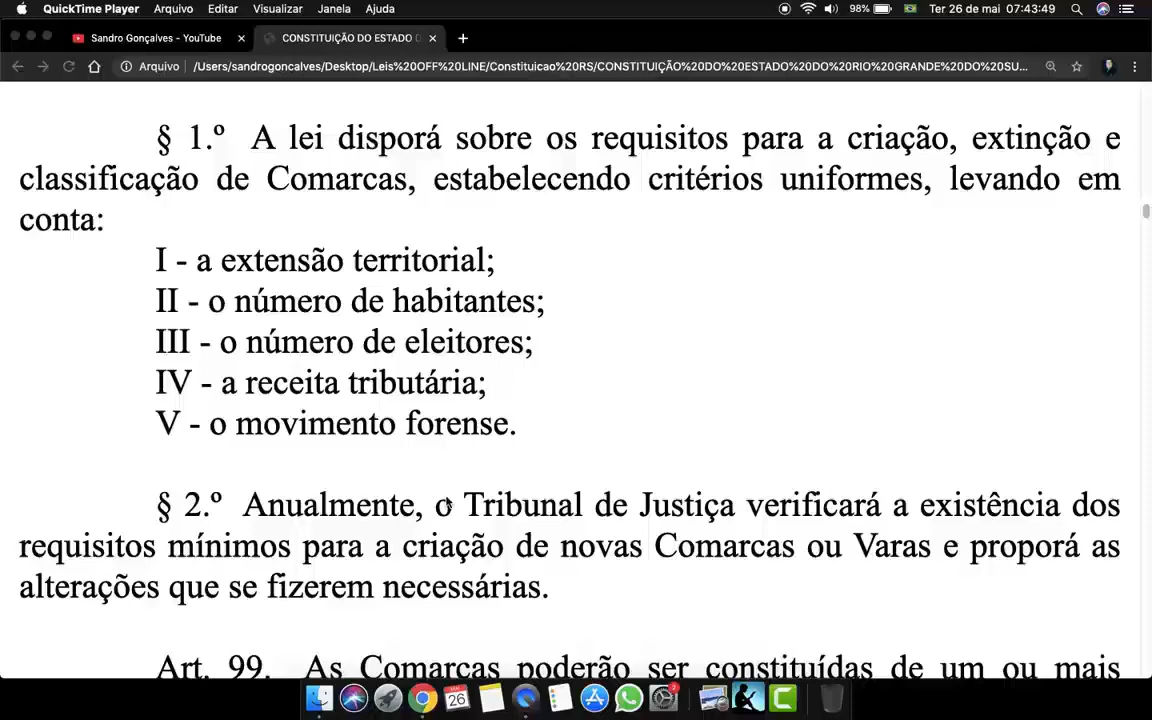 QuickTime Player Arquivo Editar Visualizar Janela Ajuda 98% Ter 26 de mai 07:43:49
Sandro Gonçalves - YouTube CONSTITUIÇÃO DO ESTADO
Arquivo /Users/sandrogoncalves/Desktop/Leis%20OFF%20LINE/Constituicao%20RS/CONSTITUIÇÃO%20DO%20ESTADO%20DO%20RIO%20GRANDE%20DO%20SU...
§ 1.º A lei disporá sobre os requisitos para a criação, extinção e
classificação de Comarcas, estabelecendo critérios uniformes, levando em
conta:
I - a extensão territorial;
II - o número de habitantes;
III - o número de eleitores;
IV - a receita tributária;
V - o movimento forense.
§ 2.º Anualmente, o Tribunal de Justiça verificará a existência dos
requisitos mínimos para a criação de novas Comarcas ou Varas e proporá as
alterações que se fizerem necessárias.
Art. 99. As Comarcas poderão ser constituídas de um ou mais
26